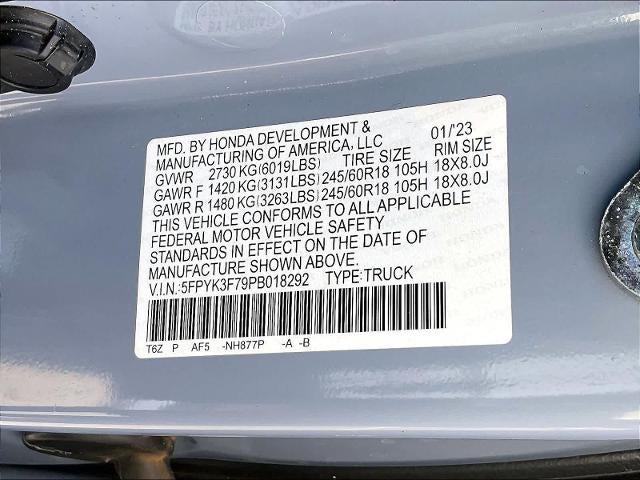 MFD. BY HONDA DEVELOPMENT & 01/'23
MANUFACTURING OF AMERICA, LLC
GVWR 2730 KG(6019LBS) TIRE SIZE RIM SIZE
GAWR F 1420 KG(3131LBS) 245/60R18 105H 18X8.0J
GAWR R 1480 KG(3263LBS) 245/60R18 105H 18X8.0J
THIS VEHICLE CONFORMS TO ALL APPLICABLE
FEDERAL MOTOR VEHICLE SAFETY
STANDARDS IN EFFECT ON THE DATE OF
MANUFACTURE SHOWN ABOVE.
V.I.N.:5FPYK3F79PB018292 TYPE:TRUCK
T6Z P AF5 -NH877P -A -B